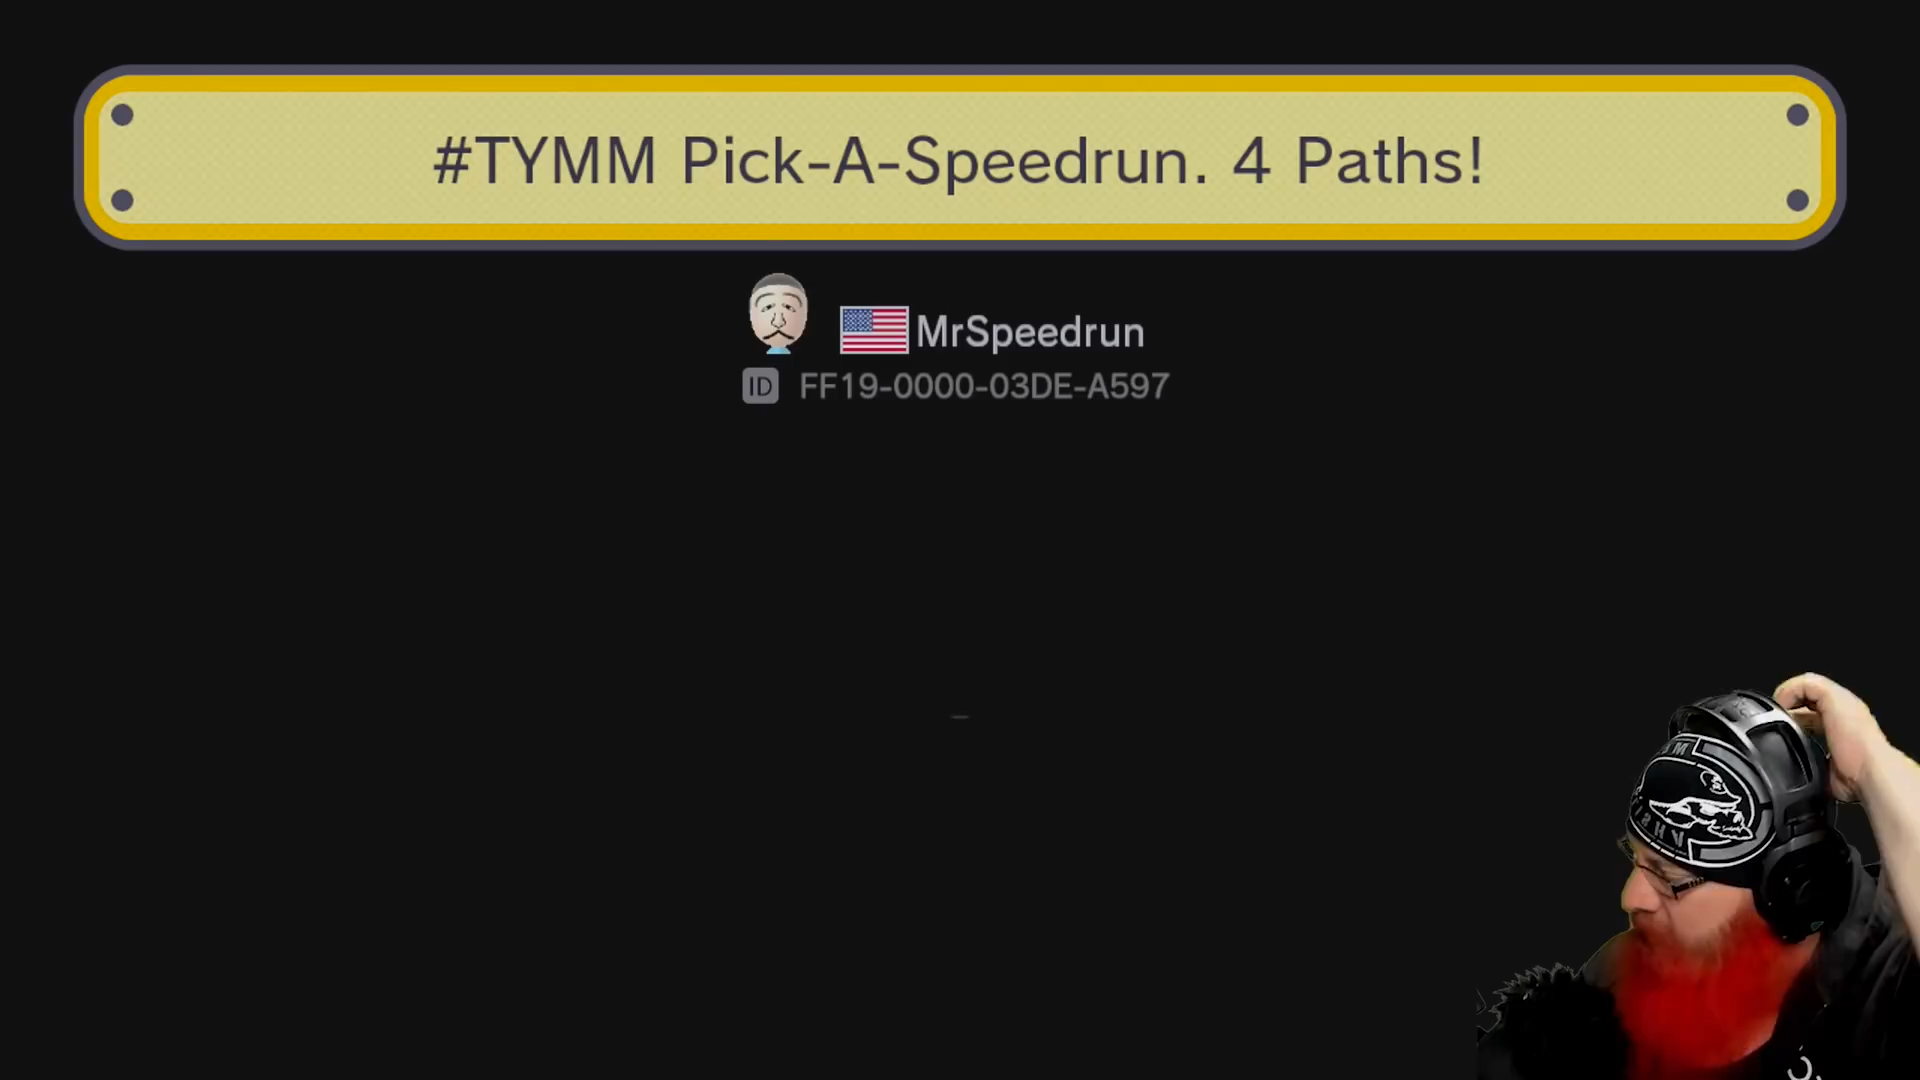 #TYMM Pick-A-Speedrun. 4 Paths!
MrSpeedrun
ID FF19-0000-03DE-A597